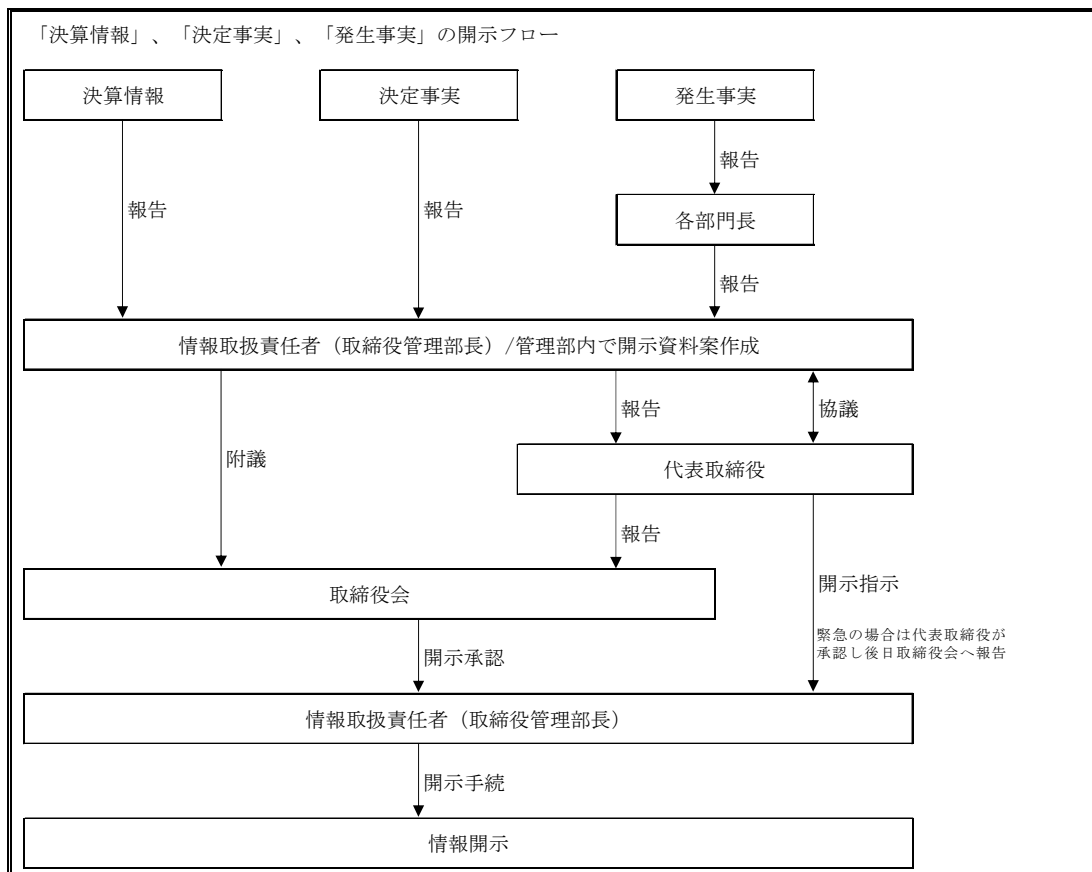 「決算情報」、「決定事実」、「発生事実」の開示フロー
決算情報
決定事実
発生事実
報告
各部門長
報告
報告
報告
情報取扱責任者（取締役管理部長）/管理部内で開示資料案作成
報告
協議
附議
代表取締役
報告
取締役会
開示指示
緊急の場合は代表取締役が
承認し後日取締役会へ報告
開示承認
情報取扱責任者（取締役管理部長）
開示手続
情報開示